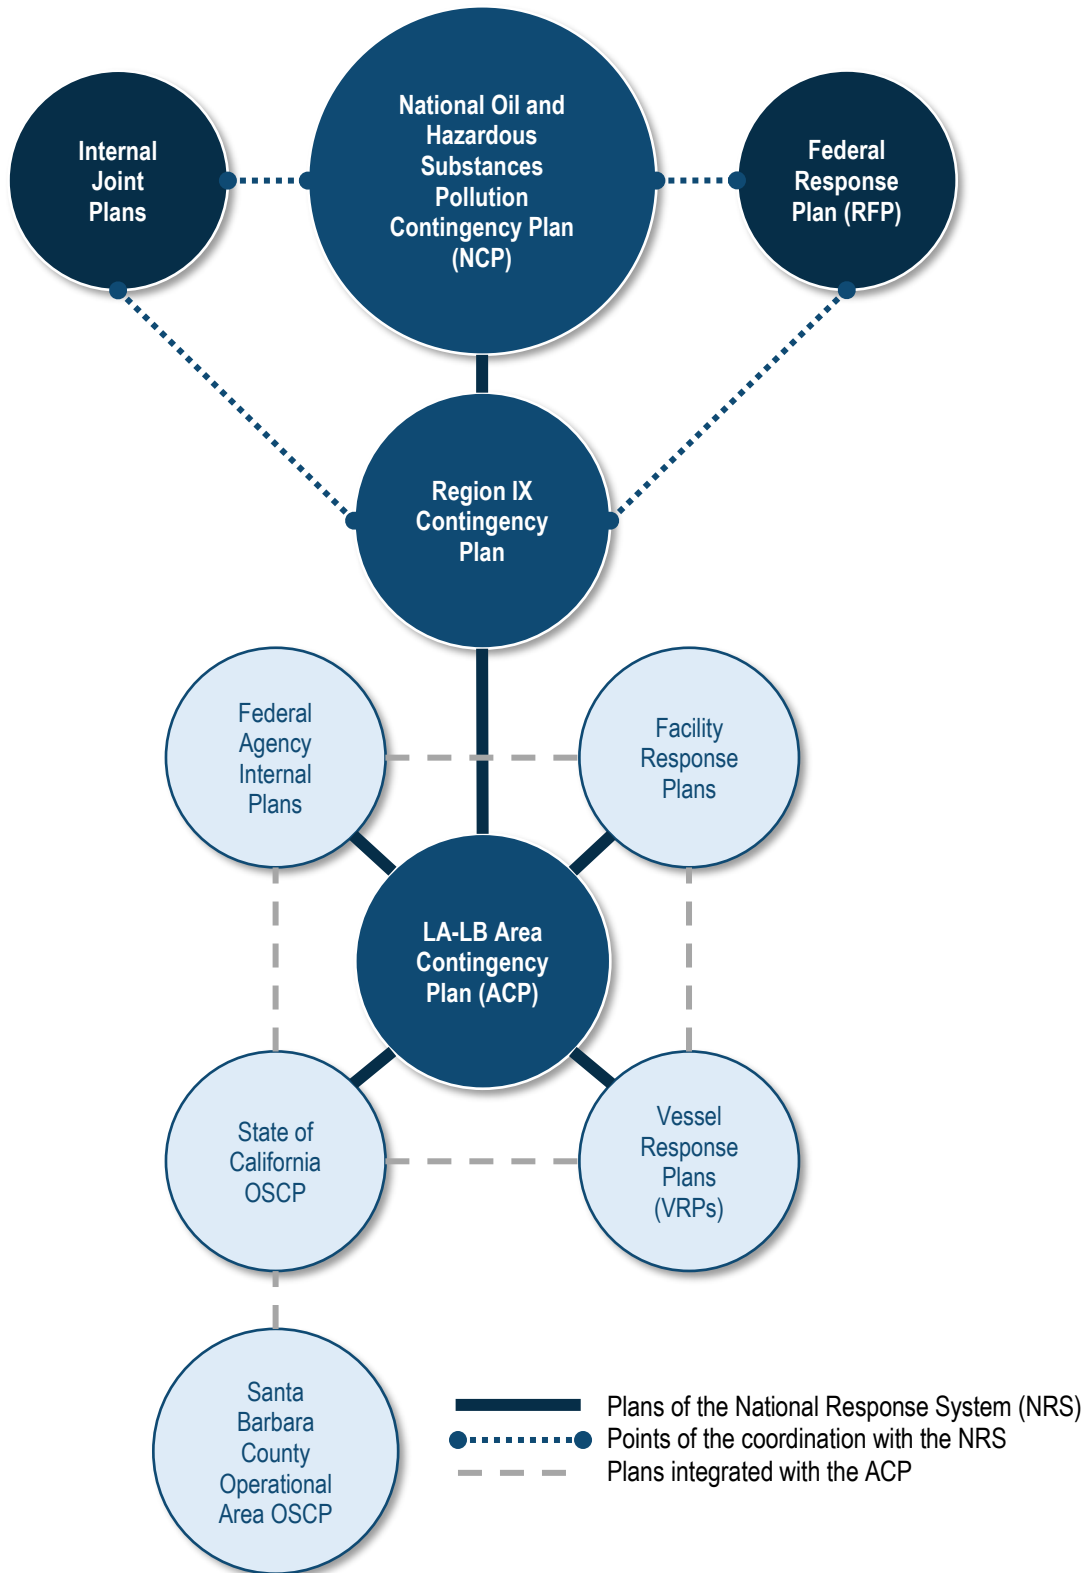 National Oil and
Hazardous
Substances
Pollution
Contingency Plan
(NCP)
Internal
Joint
Plans
Federal
Response
Plan (RFP)
Region IX
Contingency
Plan
Federal
Agency
Internal
Plans
Facility
Response
Plans
LA-LB Area
Contingency
Plan (ACP)
State of
California
OSCP
Vessel
Response
Plans
(VRPs)
Santa
Barbara
County
Operational
Area OSCP
Plans of the National Response System (NRS)
Points of the coordination with the NRS
Plans integrated with the ACP